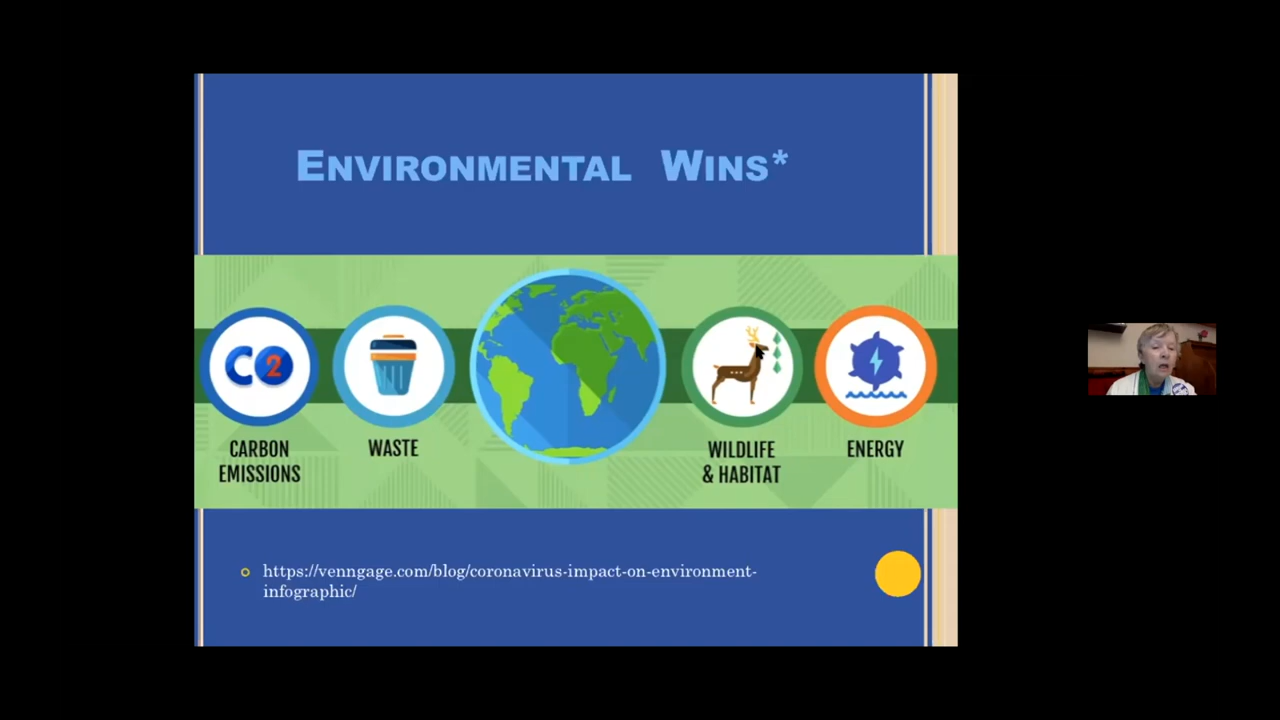 ENVIRONMENTAL WINS*
CO2
CARBON
EMISSIONS
WASTE
WILDLIFE
& HABITAT
ENERGY
https://venngage.com/blog/coronavirus-impact-on-environment-
infographic/